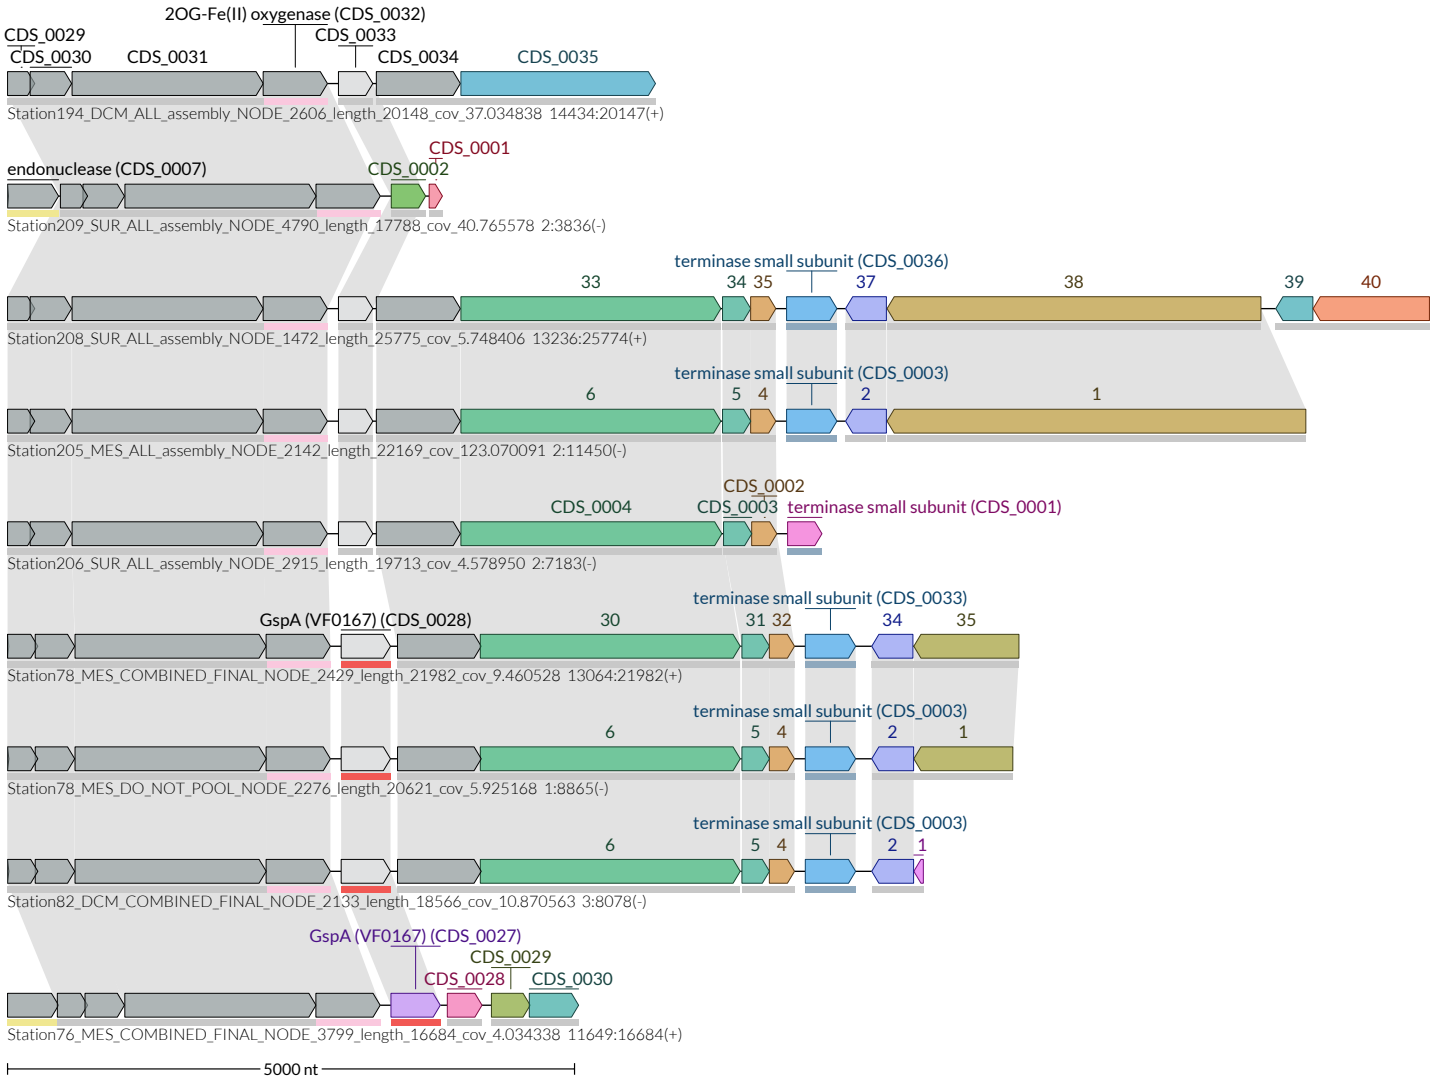 2OG-Fe(II) oxygenase (CDS_0032)
CDS_0029 CDS_0033
CDS_0030 CDS_0031 CDS_0034 CDS_0035
Station194_DCM_ALL_assembly_NODE_2606_length_20148_cov_37.034838 14434:20147(+)
CDS_0001
endonuclease (CDS_0007) CDS_0002
Station209_SUR_ALL_assembly_NODE_4790_length_17788_cov_40.765578 2:3836(-)
terminase small subunit (CDS_0036)
33 34 35 37 38 39 40
Station208_SUR_ALL_assembly_NODE_1472_length_25775_cov_5.748406 13236:25774(+)
terminase small subunit (CDS_0003)
6 5 4 2 1
Station205_MES_ALL_assembly_NODE_2142_length_22169_cov_123.070091 2:11450(-)
CDS_0002
CDS_0004 CDS_0003 terminase small subunit (CDS_0001)
Station206_SUR_ALL_assembly_NODE_2915_length_19713_cov_4.578950 2:7183(-)
terminase small subunit (CDS_0033)
GspA (VF0167) (CDS_0028) 30 31 32 34 35
Station78_MES_COMBINED_FINAL_NODE_2429_length_21982_cov_9.460528 13064:21982(+)
terminase small subunit (CDS_0003)
6 5 4 2 1
Station78_MES_DO_NOT_POOL_NODE_2276_length_20621_cov_5.925168 1:8865(-)
terminase small subunit (CDS_0003)
6 5 4 2 1
Station82_DCM_COMBINED_FINAL_NODE_2133_length_18566_cov_10.870563 3:8078(-)
GspA (VF0167) (CDS_0027)
CDS_0029
CDS_0028 CDS_0030
Station76_MES_COMBINED_FINAL_NODE_3799_length_16684_cov_4.034338 11649:16684(+)
5000 nt